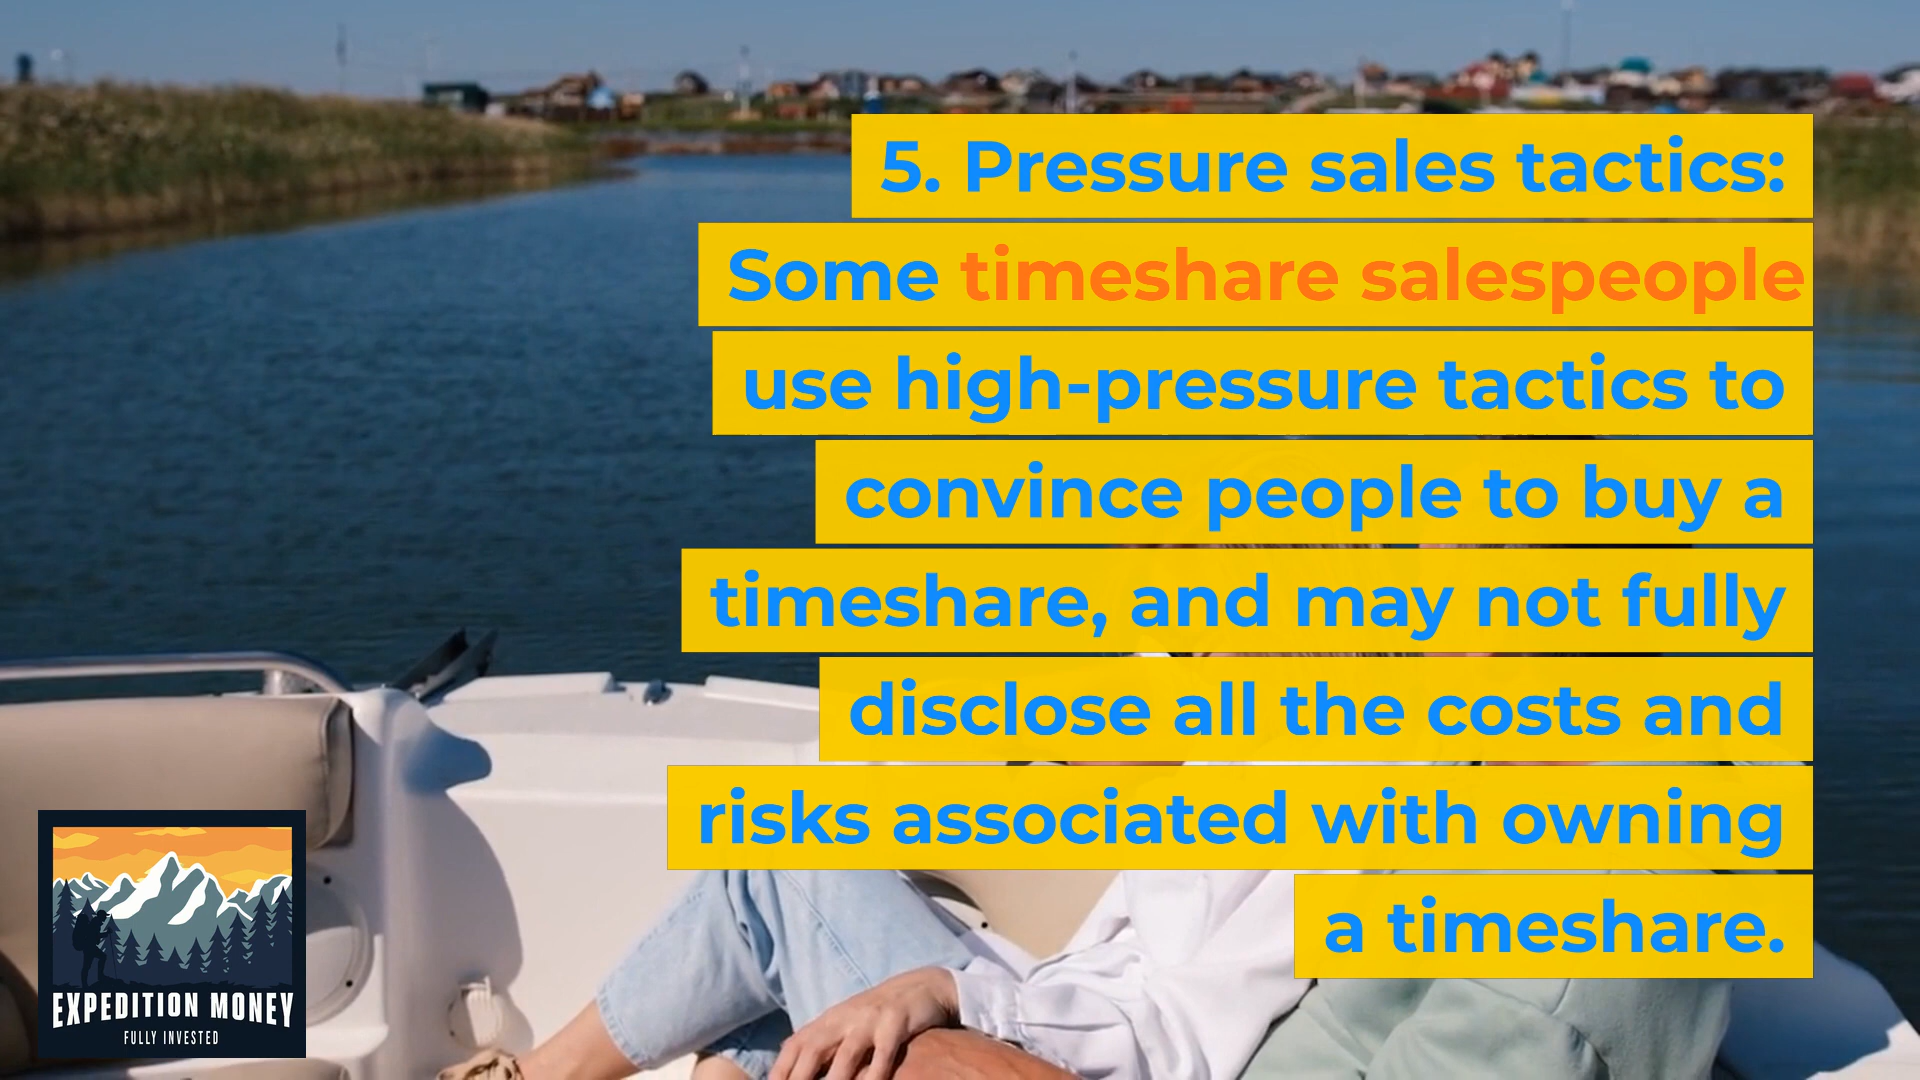 5. Pressure sales tactics:
Some timeshare salespeople
use high-pressure tactics to
convince people to buy a
timeshare, and may not fully
disclose all the costs and
risks associated with owning
a timeshare.
EXPEDITION MONEY
FULLY INVESTED